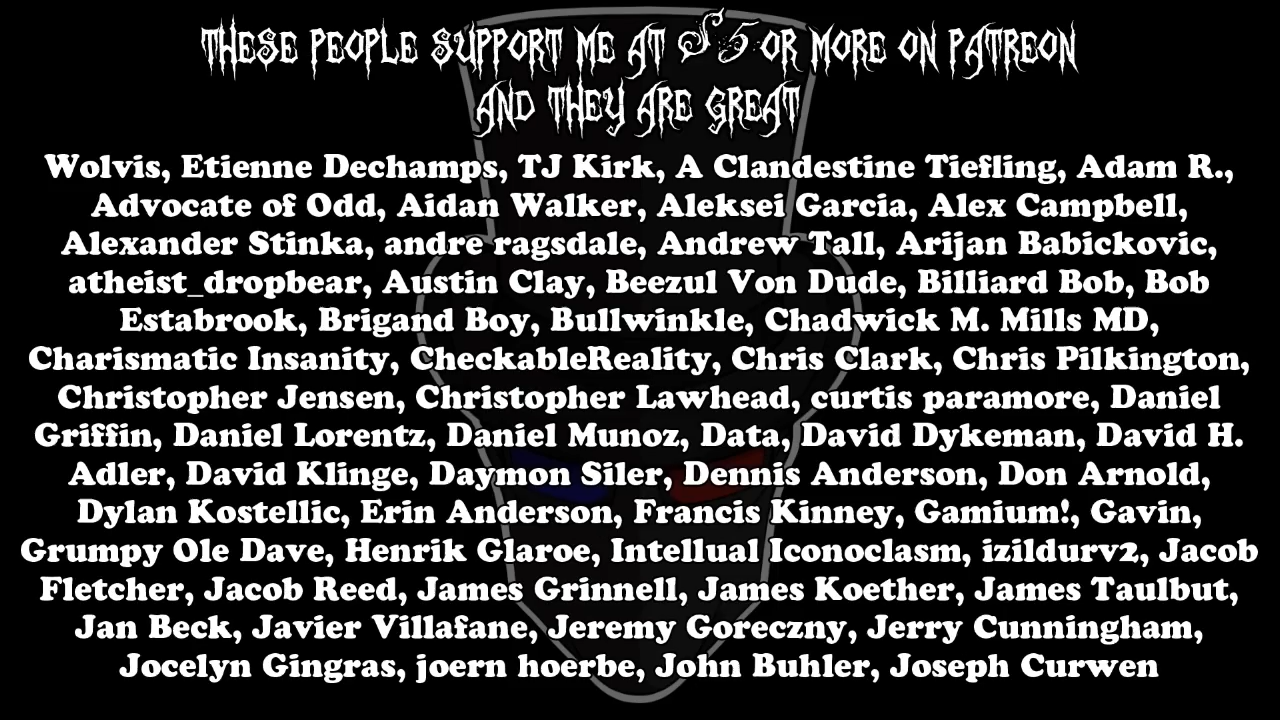 THESE PEOPLE SUPPORT ME AT $5 OR MORE ON PATREON
AND THEY ARE GREAT
Wolvis, Etienne Dechamps, TJ Kirk, A Clandestine Tiefling, Adam R.,
Advocate of Odd, Aidan Walker, Aleksei Garcia, Alex Campbell,
Alexander Stinka, andre ragsdale, Andrew Tall, Arijan Babickovic,
atheist_dropbear, Austin Clay, Beezul Von Dude, Billiard Bob, Bob
Estabrook, Brigand Boy, Bullwinkle, Chadwick M. Mills MD,
Charismatic Insanity, CheckableReality, Chris Clark, Chris Pilkington,
Christopher Jensen, Christopher Lawhead, curtis paramore, Daniel
Griffin, Daniel Lorentz, Daniel Munoz, Data, David Dykeman, David H.
Adler, David Klinge, Daymon Siler, Dennis Anderson, Don Arnold,
Dylan Kostellic, Erin Anderson, Francis Kinney, Gamium!, Gavin,
Grumpy Ole Dave, Henrik Glaroe, Intellual Iconoclasm, izildurv2, Jacob
Fletcher, Jacob Reed, James Grinnell, James Koether, James Taulbut,
Jan Beck, Javier Villafane, Jeremy Goreczny, Jerry Cunningham,
Jocelyn Gingras, joern hoerbe, John Buhler, Joseph Curwen